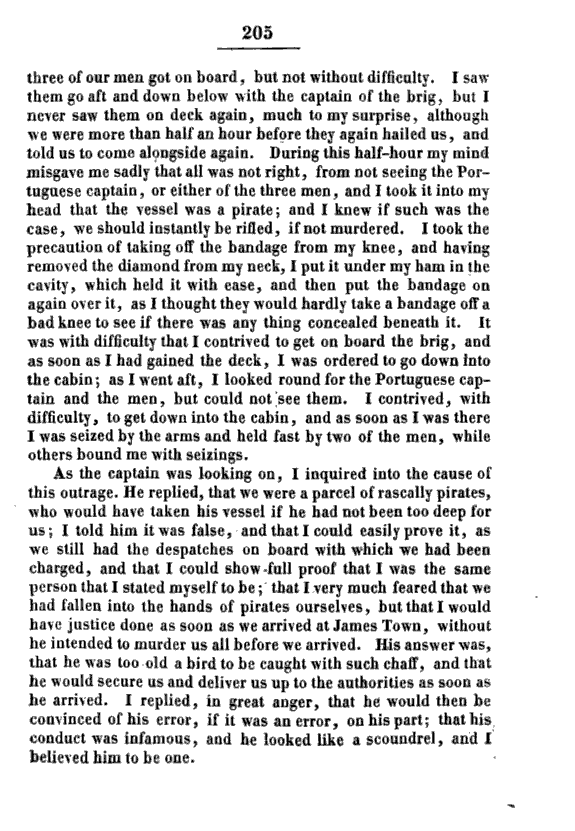 205
three of our men got on board, but not without difficulty. I saw
them go aft and down below with the captain of the brig, but I
never saw them on deck again, much to my surprise, although
we were more than half an hour before they again hailed us, and
told us to come alongside again. During this half-hour my mind
misgave me sadly that all was not right, from not seeing the Por-
tuguese captain, or either of the three men, and I took it into my
head that the vessel was a pirate; and I knew if such was the
case, we should instantly be rifled, if not murdered. I took the
precaution of taking off the bandage from my knee, and having
removed the diamond from my neck, I put it under my ham in the
cavity, which held it with ease, and then put the bandage on
again over it, as I thought they would hardly take a bandage off a
bad knee to see if there was any thing concealed beneath it. It
was with difficulty that I contrived to get on board the brig, and
as soon as I had gained the deck, I was ordered to go down into
the cabin; as I went aft, I looked round for the Portuguese cap-
tain and the men, but could not see them. I contrived, with
difficulty, to get down into the cabin, and as soon as I was there
I was seized by the arms and held fast by two of the men, while
others bound me with seizings.
As the captain was looking on, I inquired into the cause of
this outrage. He replied, that we were a parcel of rascally pirates,
who would have taken his vessel if he had not been too deep for
us; I told him it was false, and that I could easily prove it, as
we still had the despatches on board with which we had been
charged, and that I could show full proof that I was the same
person that I stated myself to be; that I very much feared that we
had fallen into the hands of pirates ourselves, but that I would
have justice done as soon as we arrived at James Town, without
he intended to murder us all before we arrived. His answer was,
that he was too old a bird to be caught with such chaff, and that
he would secure us and deliver us up to the authorities as soon as
he arrived. I replied, in great anger, that he would then be
convinced of his error, if it was an error, on his part; that his
conduct was infamous, and he looked like a scoundrel, and I
believed him to be one.